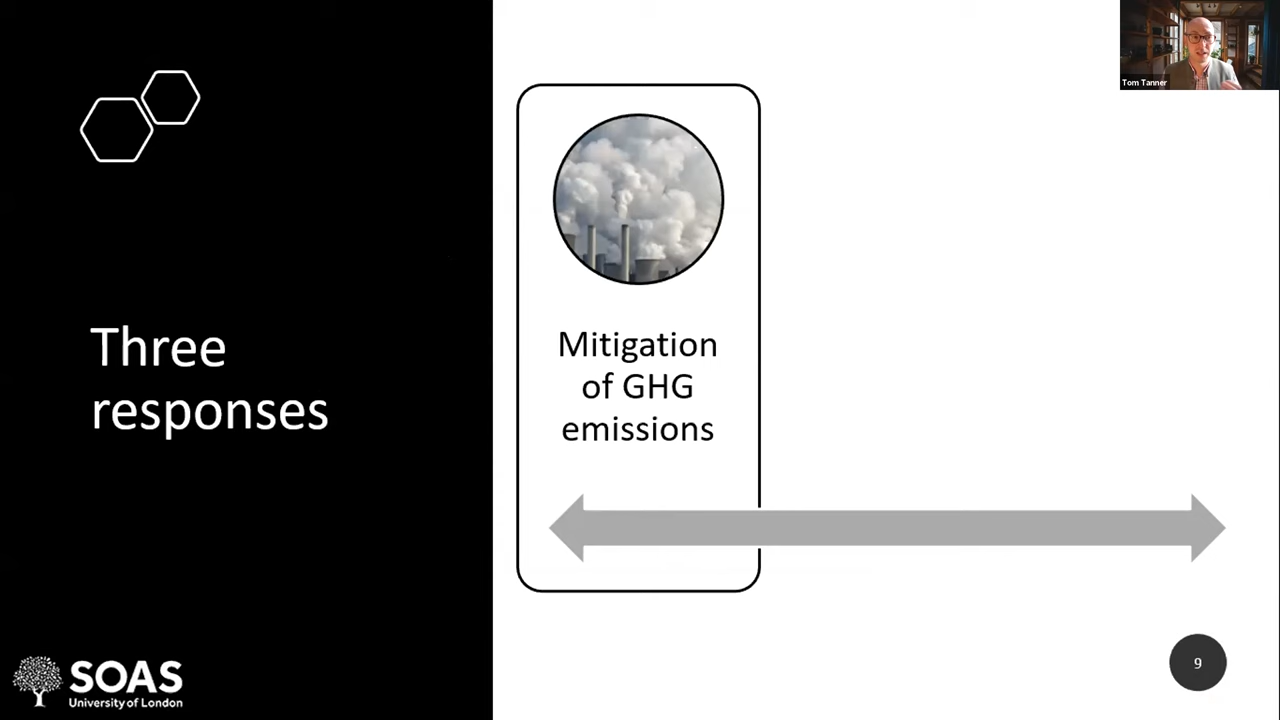 Tom Tanner
Three
responses
Mitigation
of GHG
emissions
SOAS
University of London
9